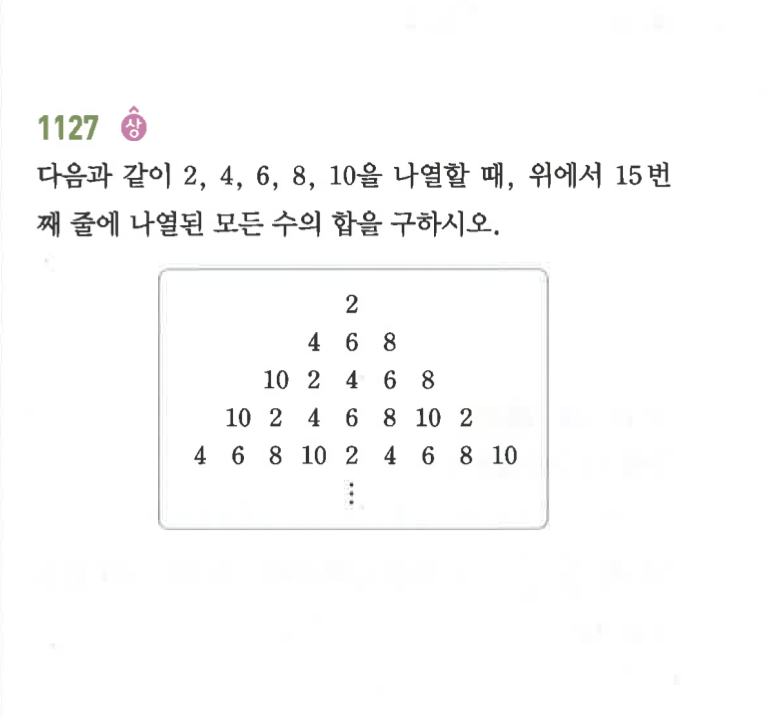 1127 상
다음과 같이 2, 4, 6, 8, 10을 나열할 때, 위에서 15번
째 줄에 나열된 모든 수의 합을 구하시오.
2
4 6 8
10 2 4 6 8
10 2 4 6 8 10 2
4 6 8 10 2 4 6 8 10
⋮